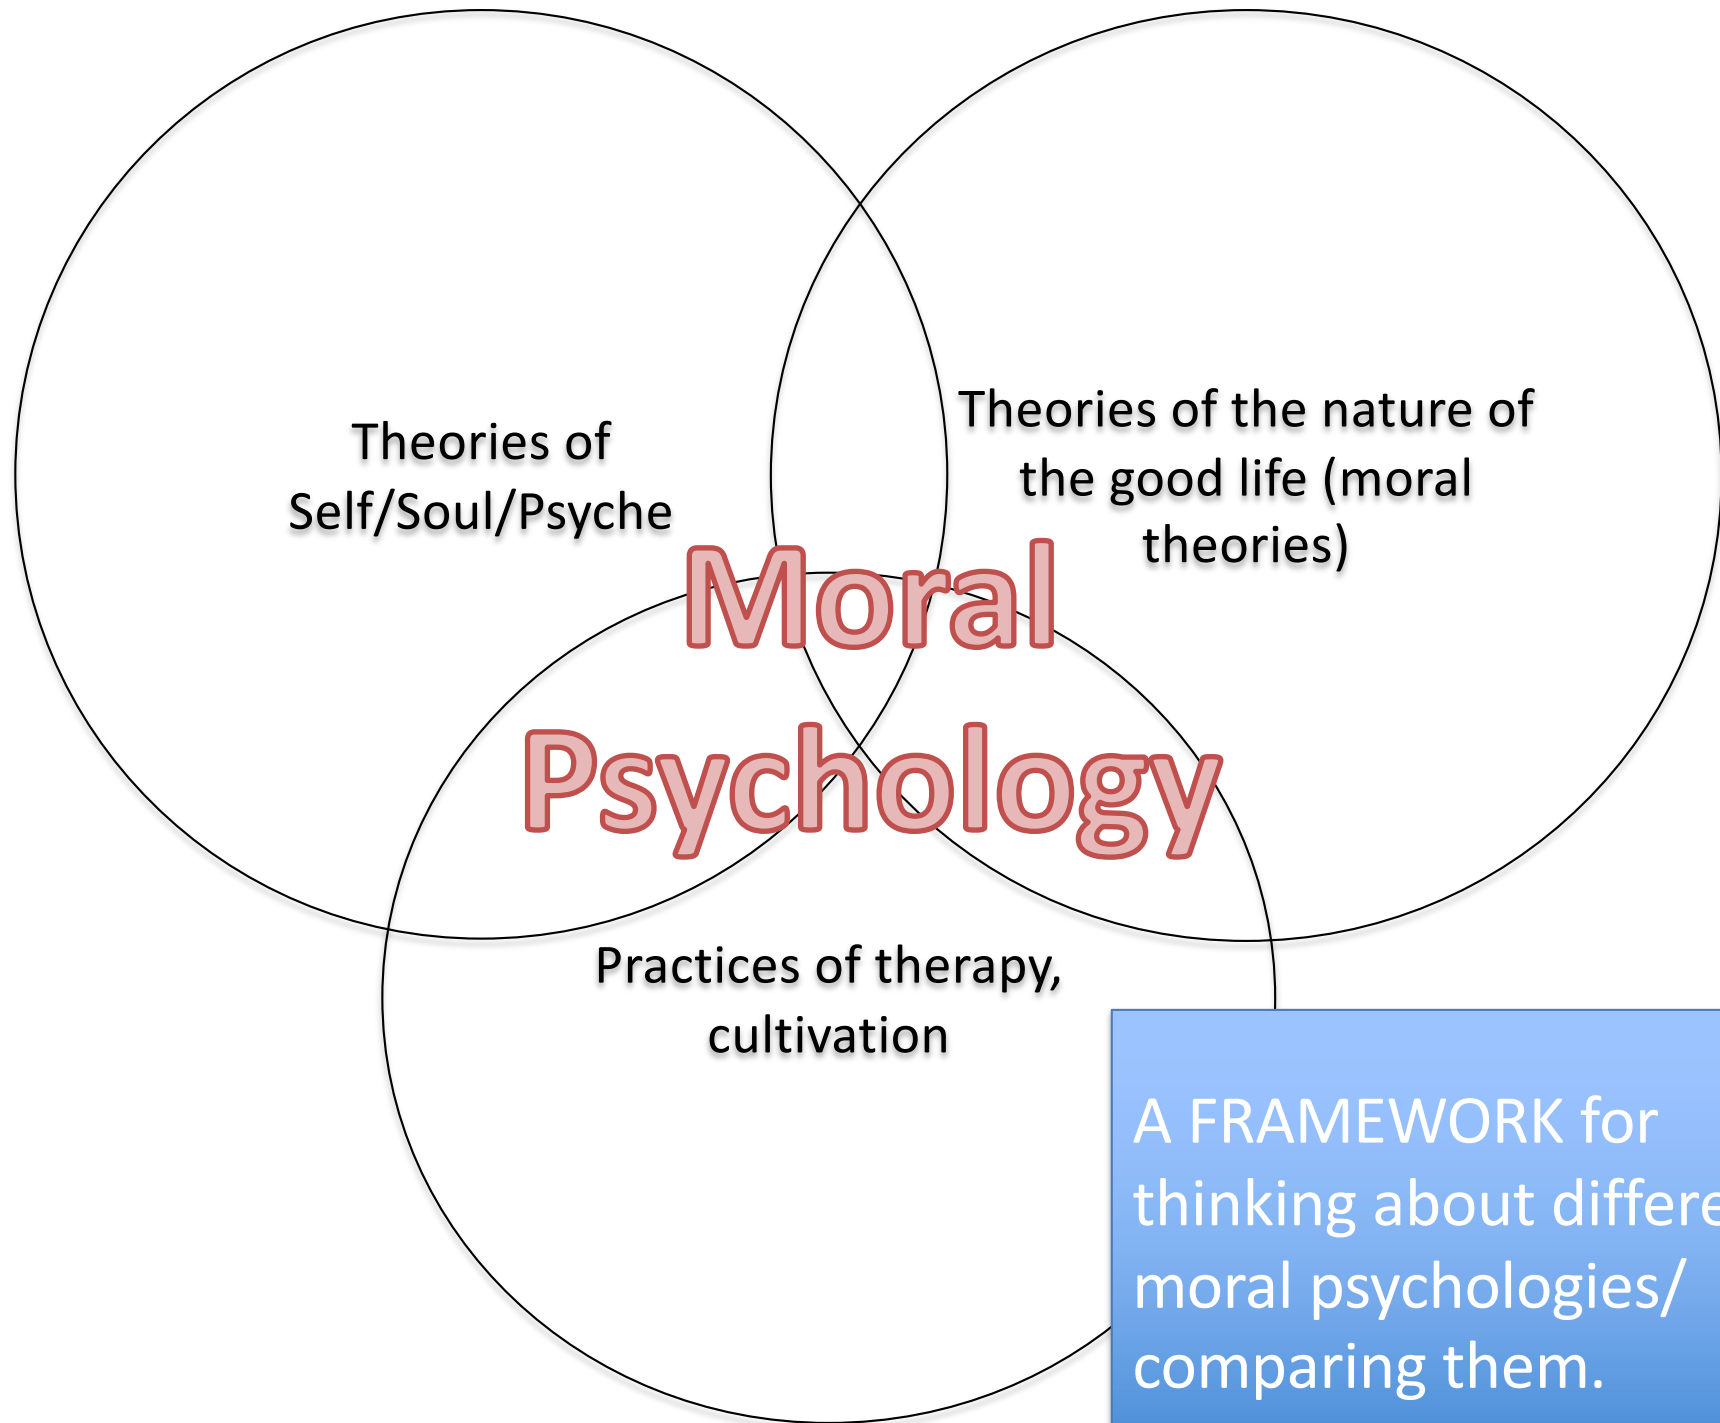 Theories of
Self/Soul/Psyche
Theories of the nature of
the good life (moral
theories)
Moral
Psychology
Practices of therapy,
cultivation
A FRAMEWORK for
thinking about
moral psychologies/
comparing them.